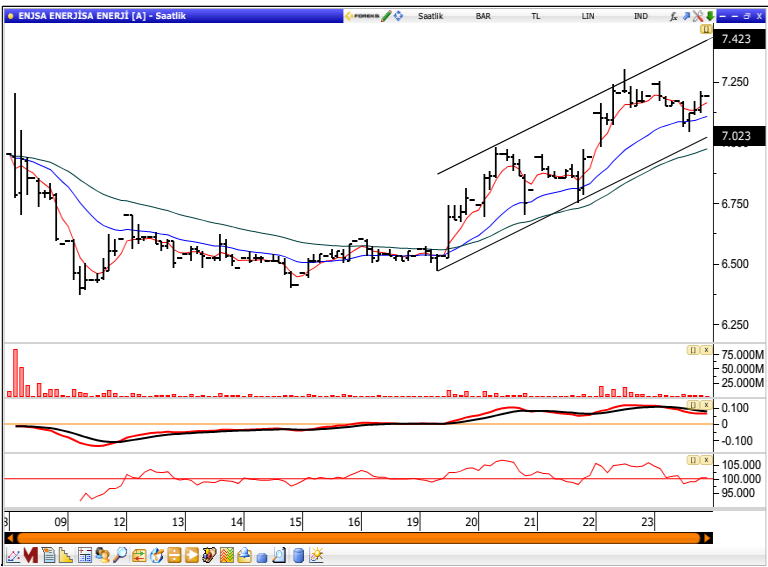 ENJSA ENERJİSA ENERJİ [A] - Saatlik FOREKS Saatlik BAR TL LIN IND
7.423
7.250
7.023
6.750
6.500
6.250
75.000M
50.000M
25.000M
0.100
0
-0.100
105.000
100.000
95.000
09 12 13 14 15 16 19 20 21 22 23